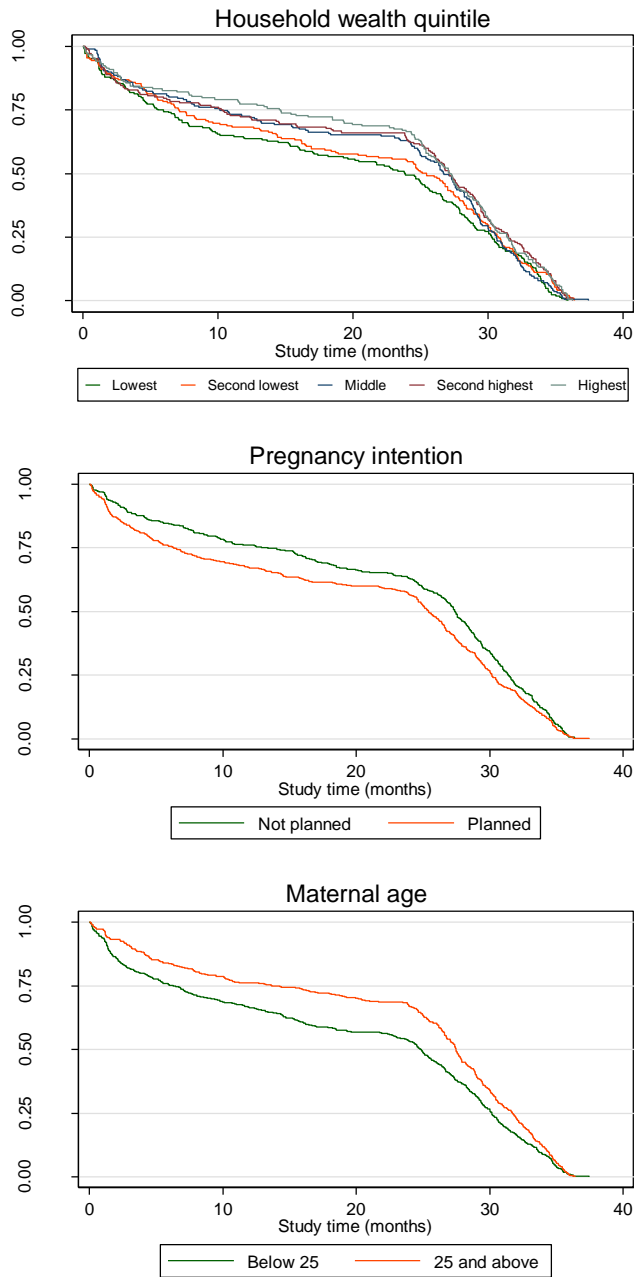 Household wealth quintile
1.00
0.75
0.50
0.25
0.00
0 10 20 30 40
Study time (months)
Lowest Second lowest Middle Second highest Highest
Pregnancy intention
1.00
0.75
0.50
0.25
0.00
0 10 20 30 40
Study time (months)
Not planned Planned
Maternal age
1.00
0.75
0.50
0.25
0.00
0 10 20 30 40
Study time (months)
Below 25 25 and above